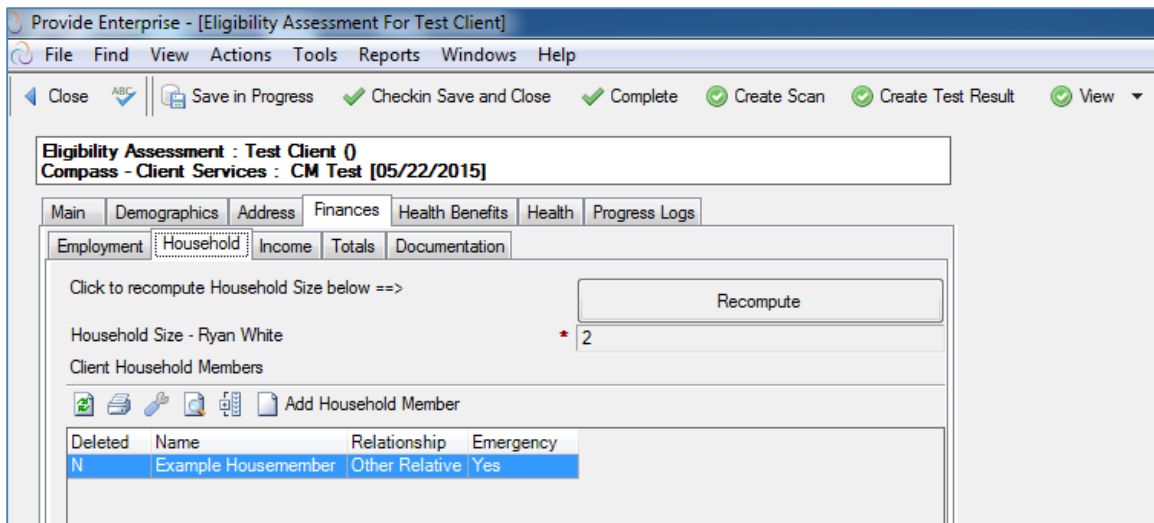 Provide Enterprise - [Eligibility Assessment For Test Client]
File Find View Actions Tools Reports Windows Help
Close ABC Save in Progress Checkin Save and Close Complete Create Scan Create Test Result View
Eligibility Assessment : Test Client ()
Compass - Client Services : CM Test [05/22/2015]
Main Demographics Address Finances Health Benefits Health Progress Logs
Employment Household Income Totals Documentation
Click to recompute Household Size below ==> Recompute
Household Size - Ryan White * 2
Client Household Members
Add Household Member
Deleted Name Relationship Emergency
N Example Housemember Other Relative Yes